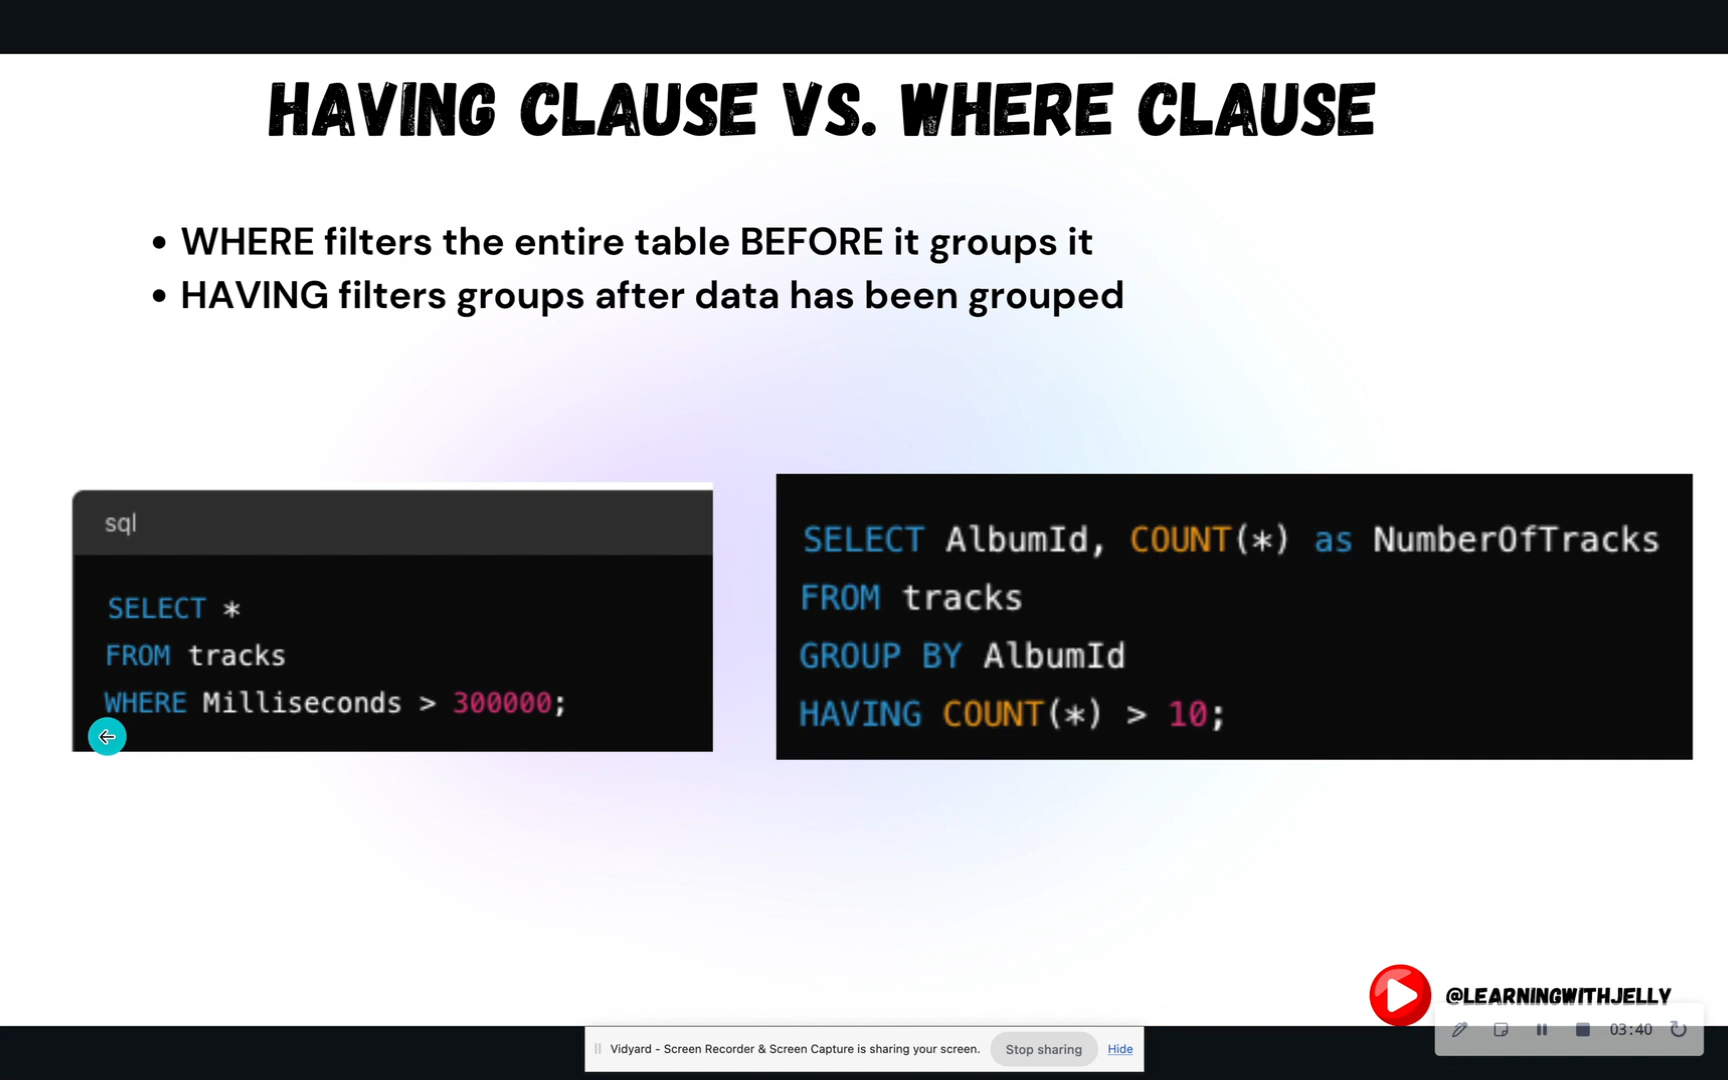 HAVING CLAUSE VS. WHERE CLAUSE
• WHERE filters the entire table BEFORE it groups it
• HAVING filters groups after data has been grouped
sql
SELECT *
FROM tracks
WHERE Milliseconds > 300000;
SELECT AlbumId, COUNT(*) as NumberOfTracks
FROM tracks
GROUP BY AlbumId
HAVING COUNT(*) > 10;
@LEARNINGWITHJELLY
03:40
Vidyard - Screen Recorder & Screen Capture is sharing your screen.
Stop sharing
Hide